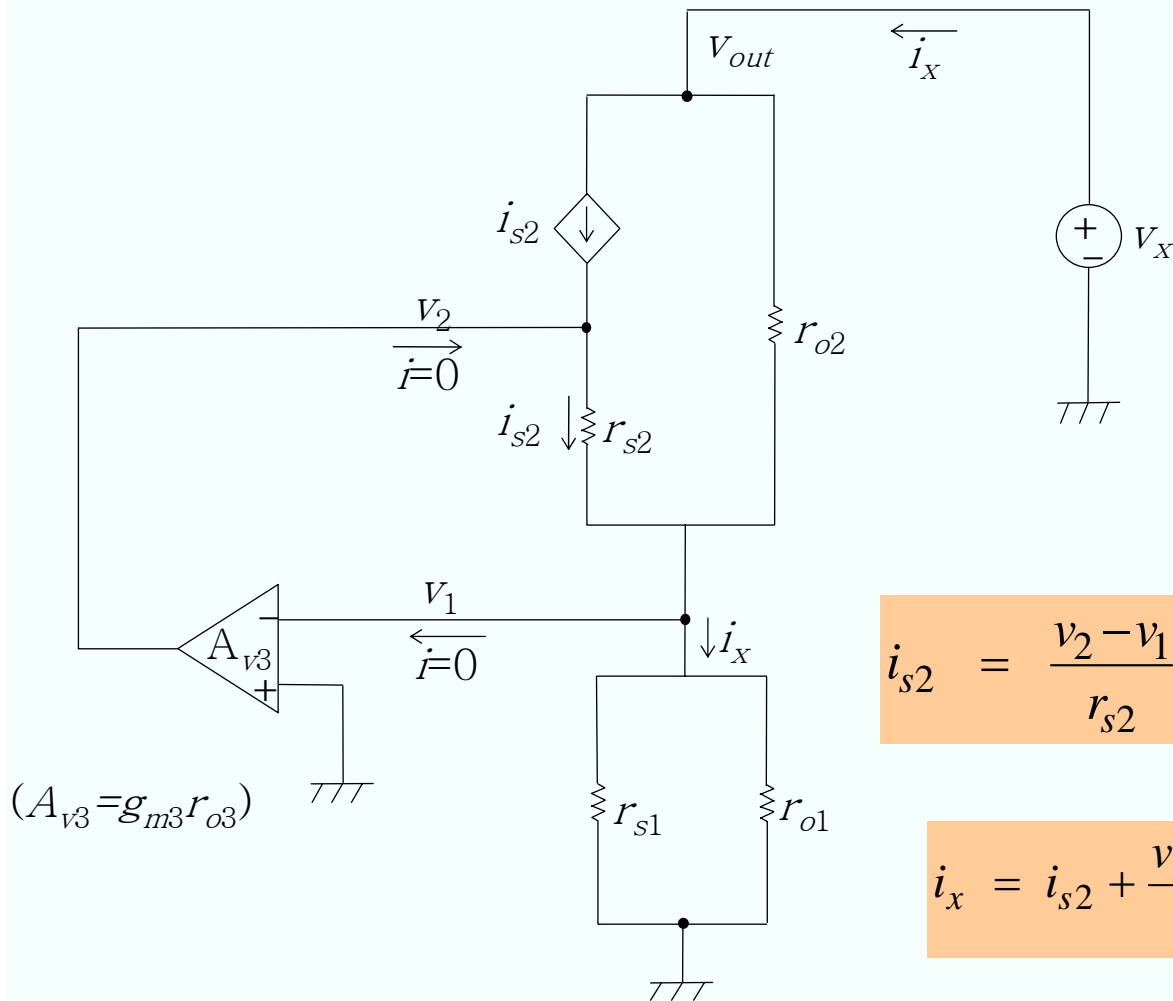 v_out
i_x
i_s2
+
−
v_x
v_2
i=0
r_o2
i_s2
r_s2
v_1
i=0
A_v3
−
+
i_x
i_s2 = (v_2 − v_1) / r_s2
(A_v3=g_m3 r_o3)
r_s1
r_o1
i_x = i_s2 + v